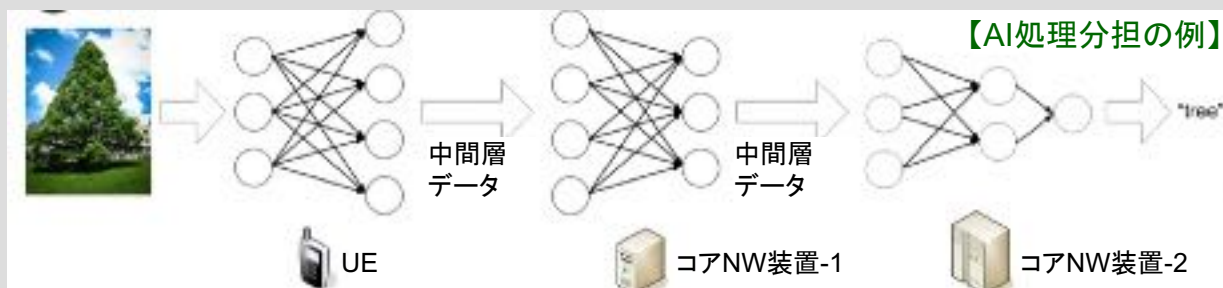 【AI処理分担の例】
中間層
データ
中間層
データ
"tree"
UE
コアNW装置-1
コアNW装置-2